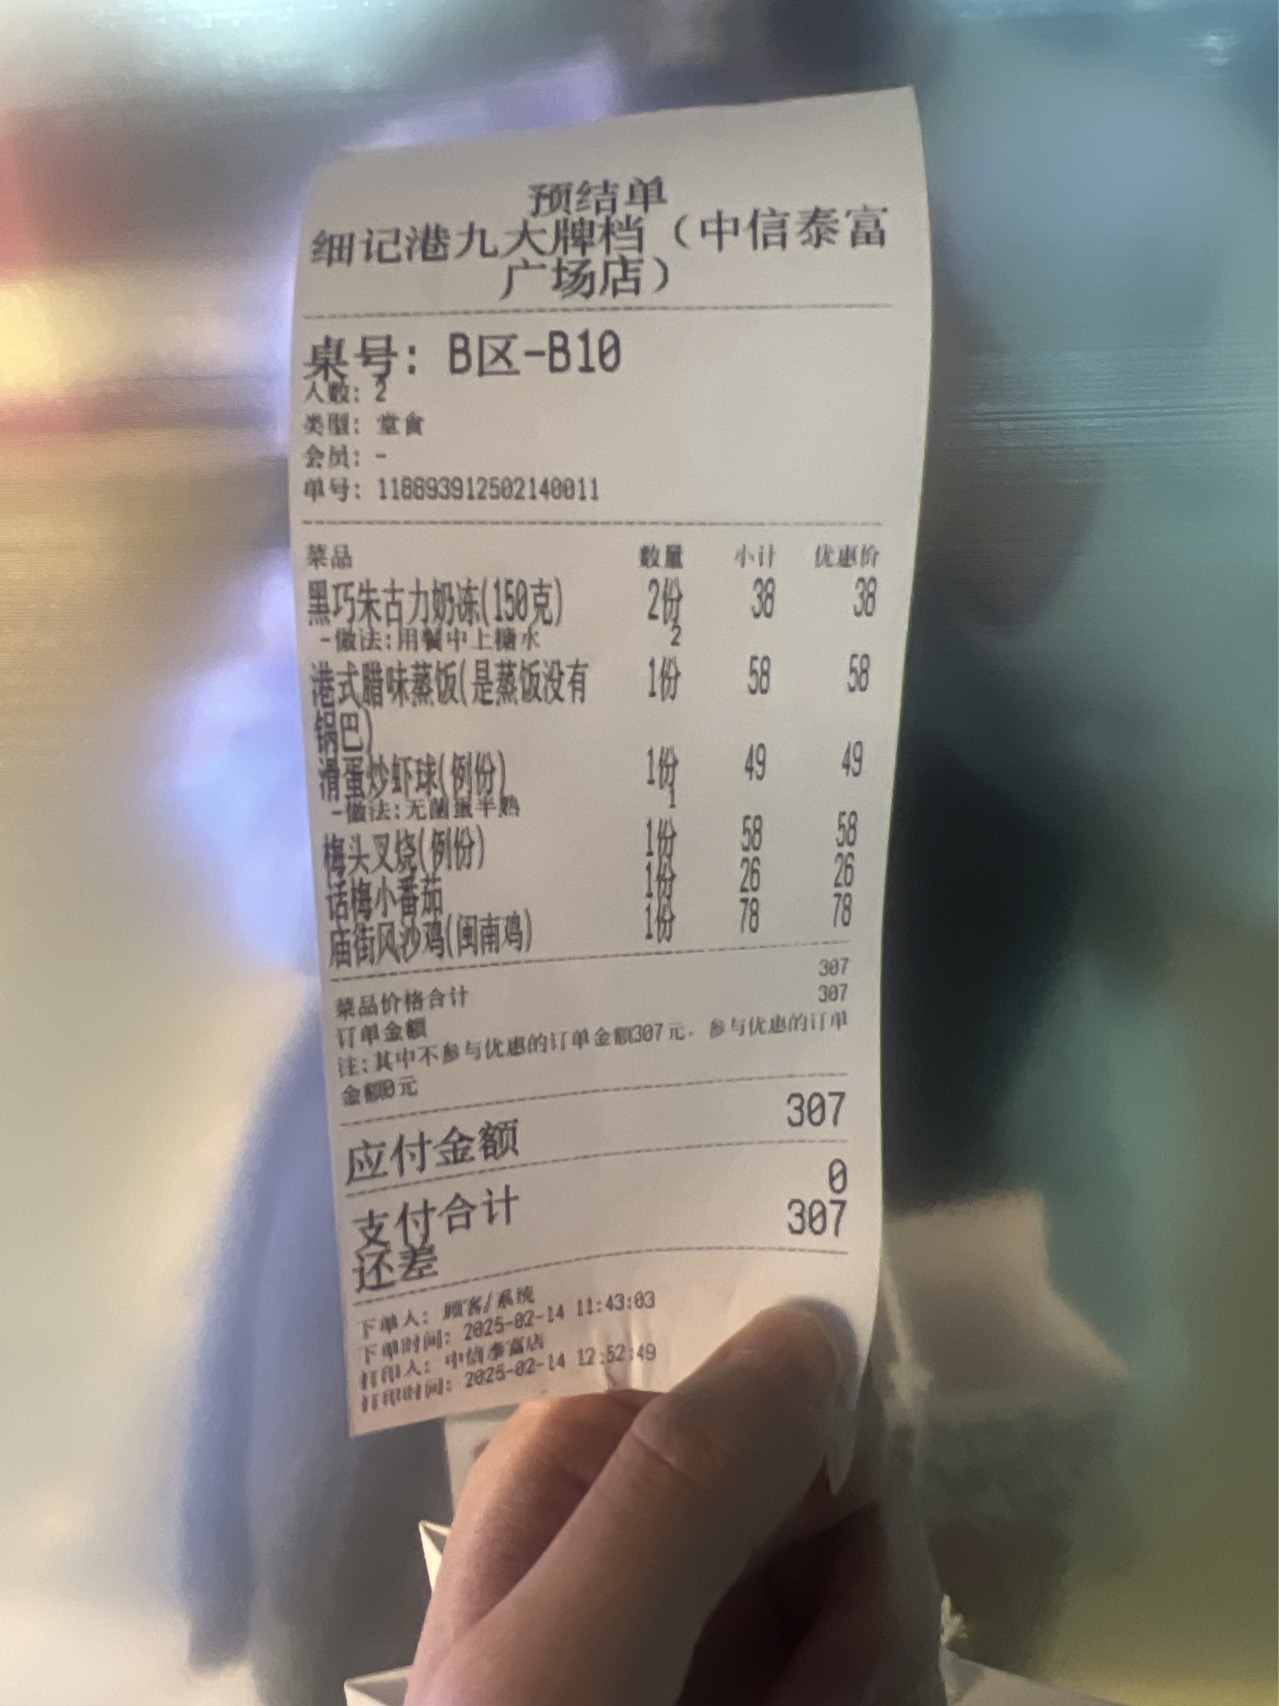 预结单
细记港九大牌档（中信泰富
广场店）
桌号: B区-B10
人数: 2
类型: 堂食
会员: -
单号: 118893912502140011
菜品 数量 小计 优惠价
黑巧朱古力奶冻(150克) 2份 38 38
-做法:用餐中上糖水 2
港式腊味蒸饭(是蒸饭没有 1份 58 58
锅巴)
滑蛋炒虾球(例份) 1份 49 49
-做法:无菌蛋半熟 1
梅头叉烧(例份) 1份 58 58
话梅小番茄 1份 26 26
庙街风沙鸡(闽南鸡) 1份 78 78
菜品价格合计 307
订单金额 307
注:其中不参与优惠的订单金额307元，参与优惠的订单
金额0元
应付金额 307
支付合计 0
还差 307
下单人: 顾客/系统
下单时间: 2025-02-14 11:43:03
打印人: 中信泰富店
打印时间: 2025-02-14 12:52:49